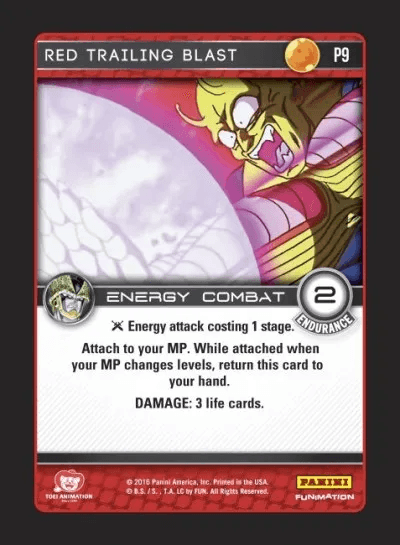 RED TRAILING BLAST P9
ENERGY COMBAT 2
ENDURANCE
Energy attack costing 1 stage.
Attach to your MP. While attached when
your MP changes levels, return this card to
your hand.
DAMAGE: 3 life cards.
TOEI ANIMATION
© 2016 Panini America, Inc. Printed in the USA.
© B.S. / S., T.A. LC by FUN. All Rights Reserved.
PANINI
FUNIMATION